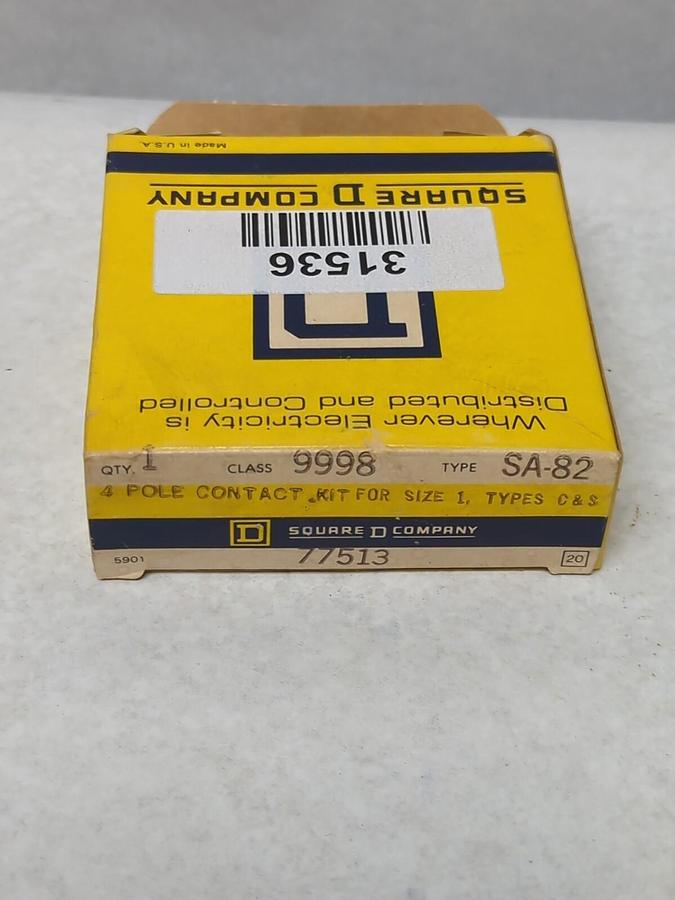 Made in U.S.A.
SQUARE D COMPANY
31536
D
Wherever Electricity is
Distributed and Controlled
QTY. 1 CLASS 9998 TYPE SA-82
4 POLE CONTACT KIT FOR SIZE 1, TYPES C & S
D SQUARE D COMPANY
5901 77513 20